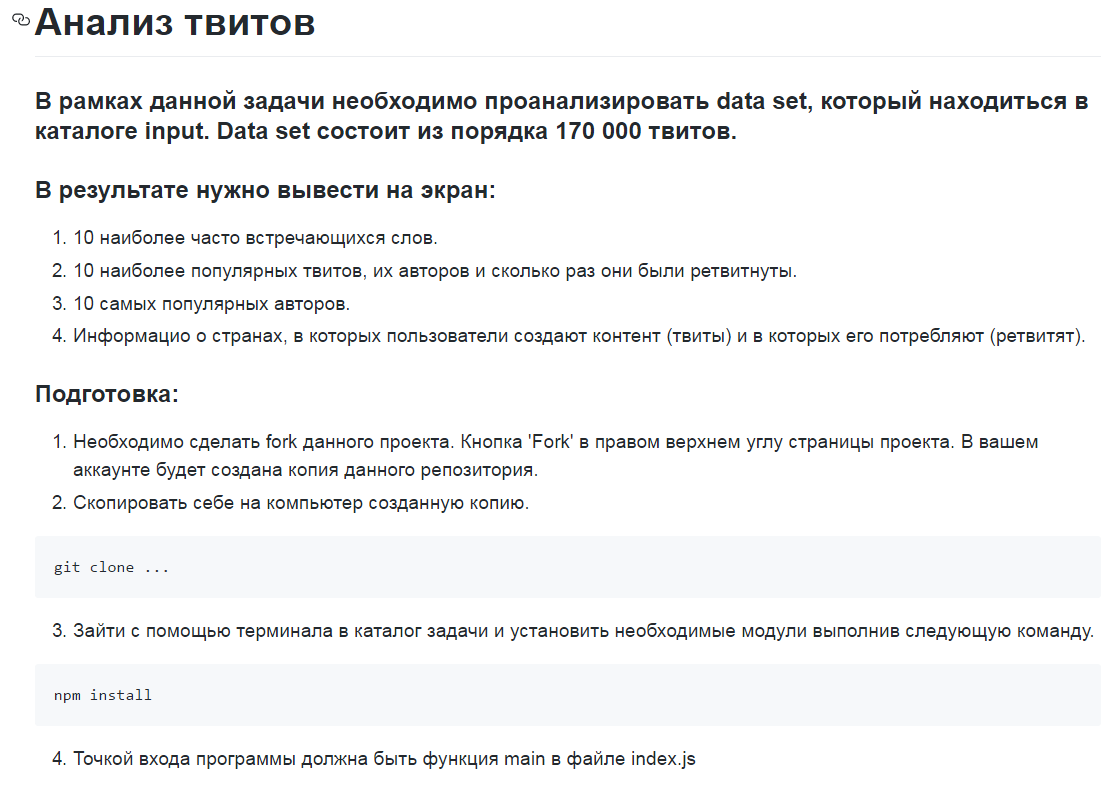 Анализ твитов
В рамках данной задачи необходимо проанализировать data set, который находиться в
каталоге input. Data set состоит из порядка 170 000 твитов.
В результате нужно вывести на экран:
1. 10 наиболее часто встречающихся слов.
2. 10 наиболее популярных твитов, их авторов и сколько раз они были ретвитнуты.
3. 10 самых популярных авторов.
4. Информацио о странах, в которых пользователи создают контент (твиты) и в которых его потребляют (ретвитят).
Подготовка:
1. Необходимо сделать fork данного проекта. Кнопка 'Fork' в правом верхнем углу страницы проекта. В вашем
аккаунте будет создана копия данного репозитория.
2. Скопировать себе на компьютер созданную копию.
git clone ...
3. Зайти с помощью терминала в каталог задачи и установить необходимые модули выполнив следующую команду.
npm install
4. Точкой входа программы должна быть функция main в файле index.js